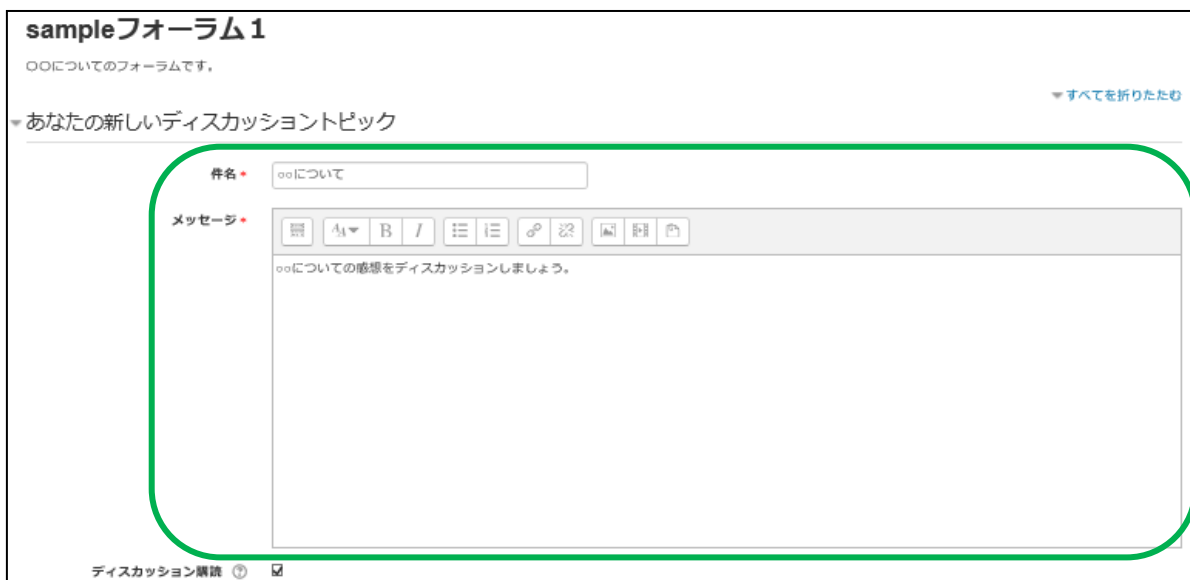 sampleフォーラム1
〇〇についてのフォーラムです。
すべてを折りたたむ
あなたの新しいディスカッショントピック
件名
○○について
メッセージ
B I
○○についての感想をディスカッションしましょう。
ディスカッション購読